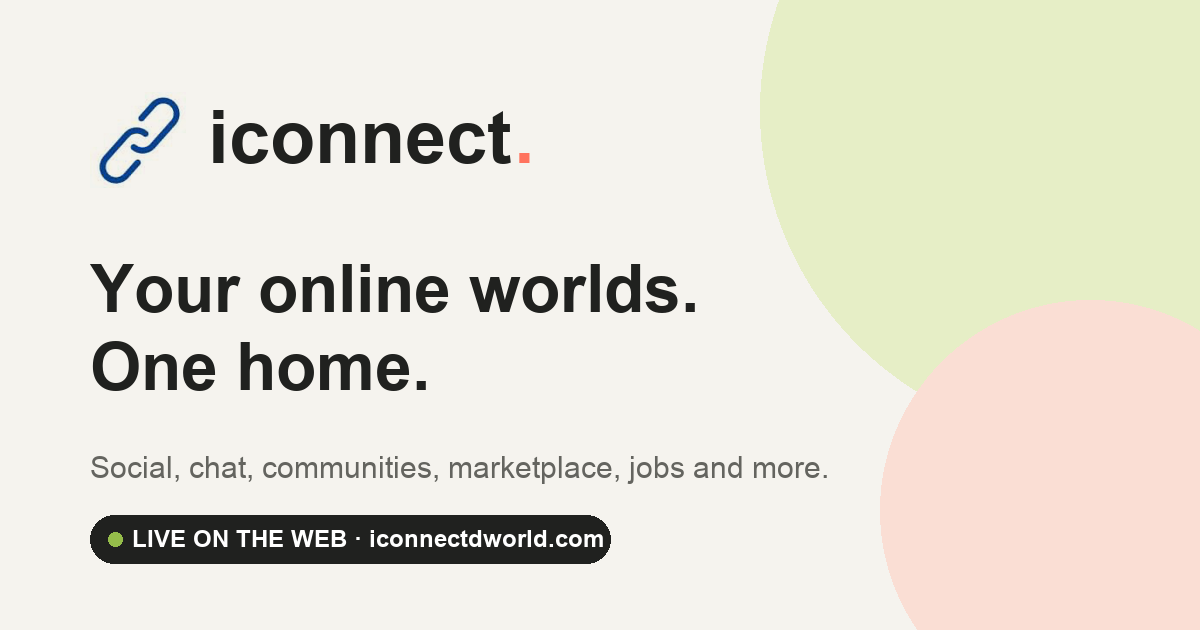 iconnect.
Your online worlds.
One home.
Social, chat, communities, marketplace, jobs and more.
LIVE ON THE WEB · iconnectdworld.com